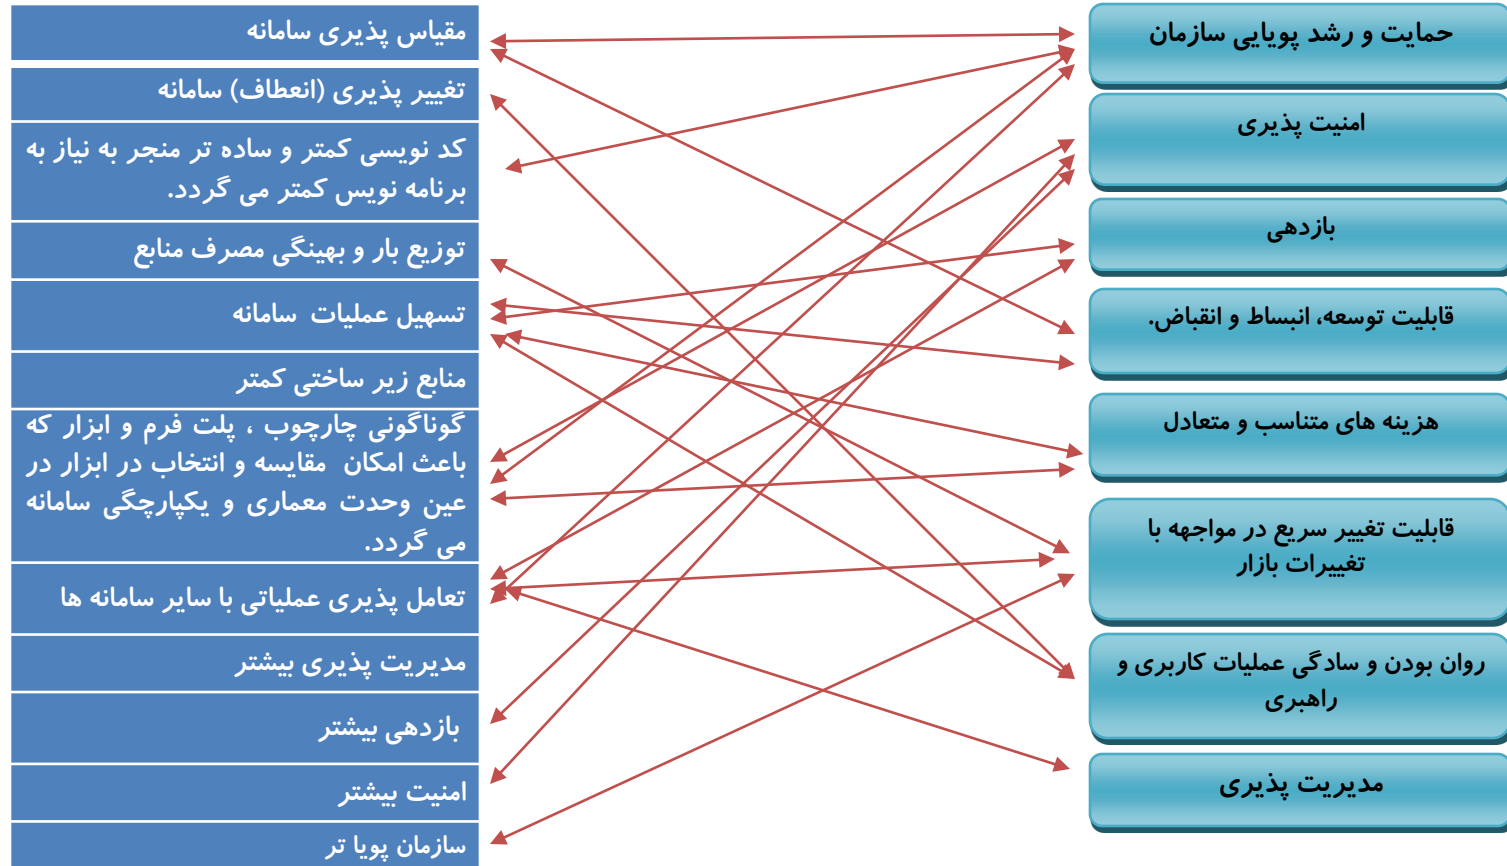 حمایت و رشد پویایی سازمان
امنیت پذیری
بازدهی
قابلیت توسعه، انبساط و انقباض.
هزینه های متناسب و متعادل
قابلیت تغییر سریع در مواجهه با
تغییرات بازار
روان بودن و سادگی عملیات کاربری و
راهبری
مدیریت پذیری
مقیاس پذیری سامانه
تغییر پذیری (انعطاف) سامانه
کد نویسی کمتر و ساده تر منجر به نیاز به
برنامه نویس کمتر می گردد.
توزیع بار و بهینگی مصرف منابع
تسهیل عملیات سامانه
منابع زیر ساختی کمتر
گوناگونی چارچوب ، پلت فرم و ابزار که
باعث امکان مقایسه و انتخاب در ابزار در
عین وحدت معماری و یکپارچگی سامانه
می گردد.
تعامل پذیری عملیاتی با سایر سامانه ها
مدیریت پذیری بیشتر
بازدهی بیشتر
امنیت بیشتر
سازمان پویا تر